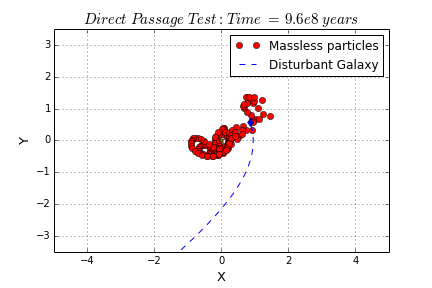 Direct Passage Test: Time = 9.6e8 years
Massless particles
Disturbant Galaxy
3
2
1
0
−1
−2
−3
Y
−4
−2
0
2
4
X